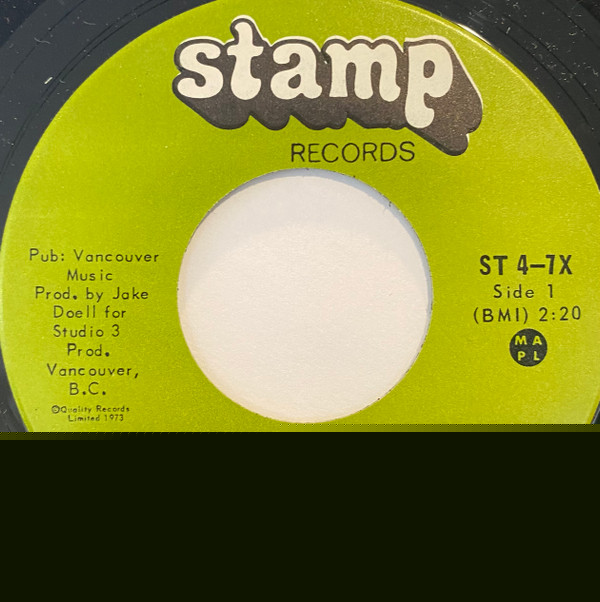 stamp
RECORDS
Pub: Vancouver
Music
Prod. by Jake
Doell for
Studio 3
Prod.
Vancouver,
B.C.
©Quality Records
Limited 1973
ST 4–7X
Side 1
(BMI) 2:20
M A
P L